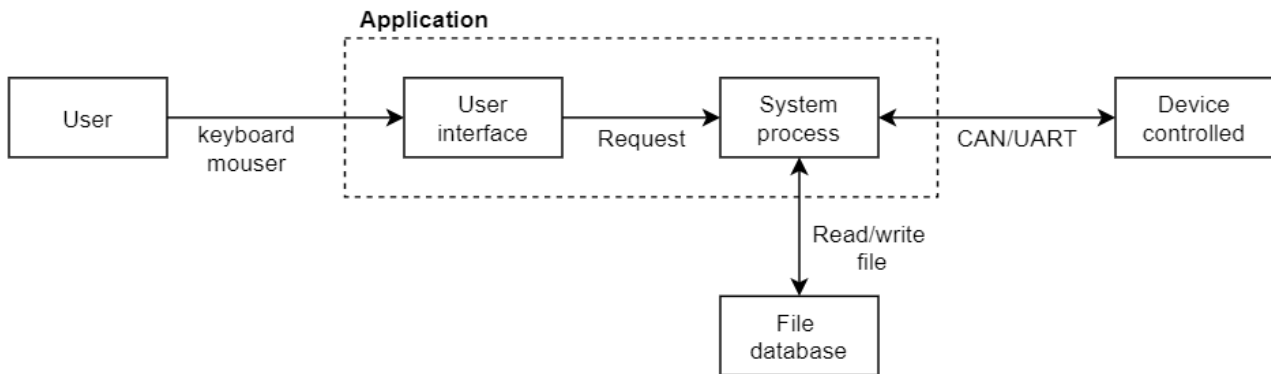 Application
User
keyboard
mouser
User
interface
Request
System
process
CAN/UART
Device
controlled
Read/write
file
File
database